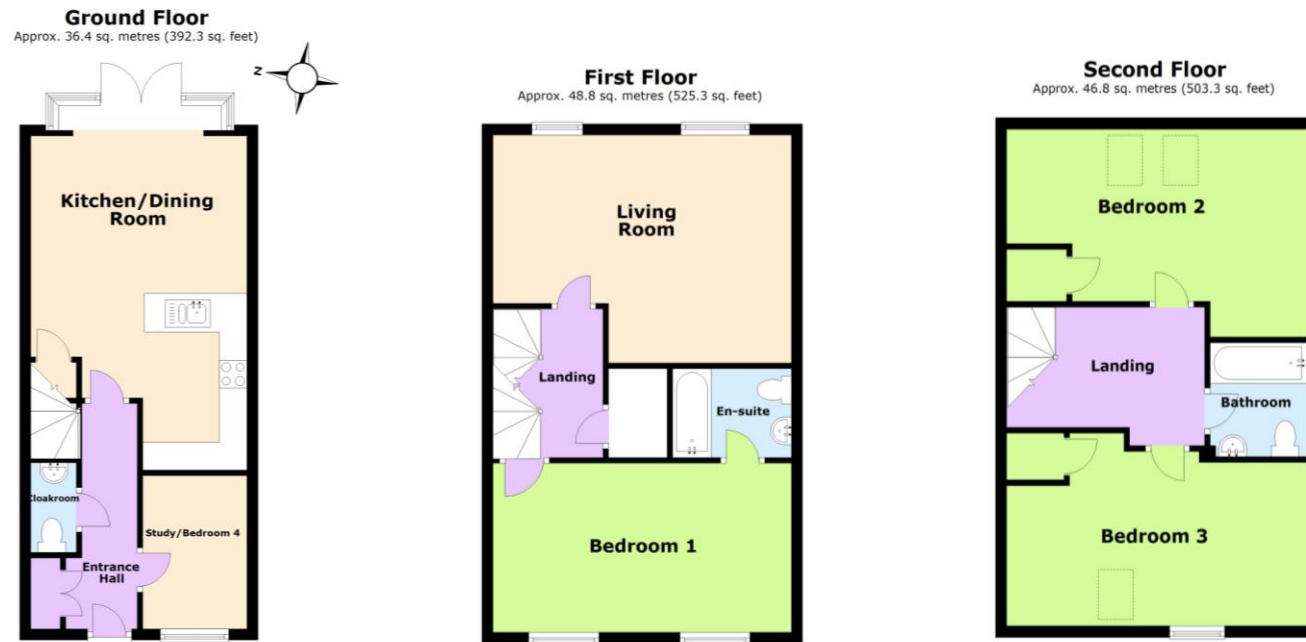 Ground Floor
Approx. 36.4 sq. metres (392.3 sq. feet)
Z
Kitchen/Dining
Room
Cloakroom
Study/Bedroom 4
Entrance
Hall
First Floor
Approx. 48.8 sq. metres (525.3 sq. feet)
Living
Room
Landing
En-suite
Bedroom 1
Second Floor
Approx. 46.8 sq. metres (503.3 sq. feet)
Bedroom 2
Landing
Bathroom
Bedroom 3